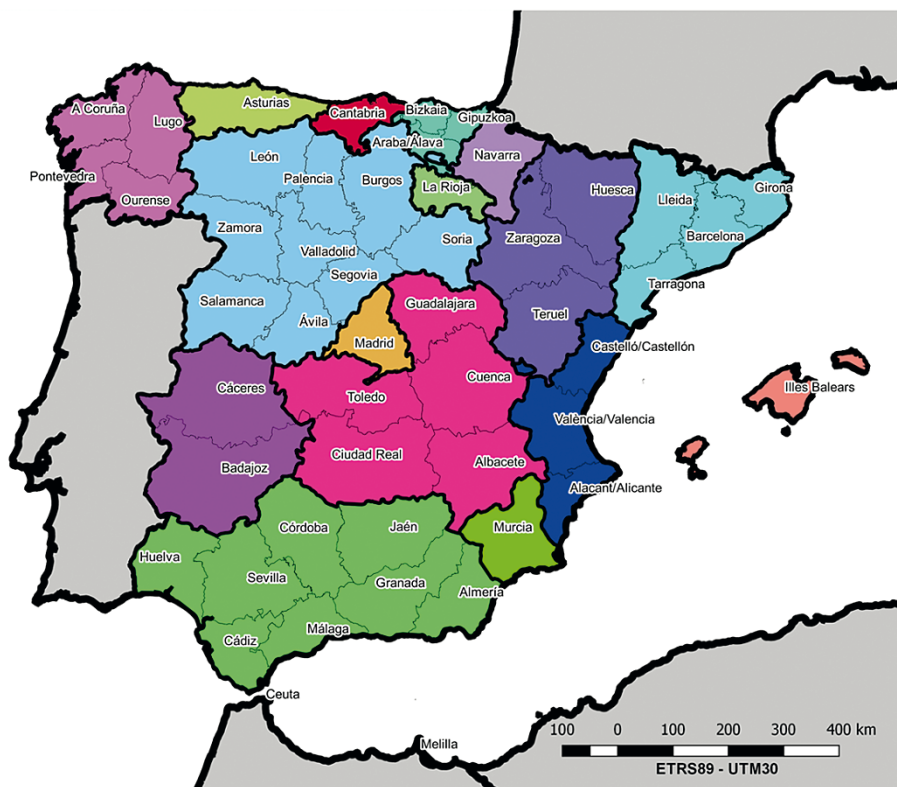 A Coruña
Lugo
Asturias
Cantabria
Bizkaia
Gipuzkoa
Araba/Álava
Navarra
León
Palencia
Burgos
La Rioja
Pontevedra
Ourense
Huesca
Lleida
Girona
Zamora
Valladolid
Soria
Zaragoza
Barcelona
Segovia
Tarragona
Salamanca
Ávila
Guadalajara
Teruel
Madrid
Castelló/Castellón
Cáceres
Toledo
Cuenca
Illes Balears
València/Valencia
Badajoz
Ciudad Real
Albacete
Alacant/Alicante
Córdoba
Jaén
Murcia
Huelva
Sevilla
Granada
Almería
Cádiz
Málaga
Ceuta
Melilla
100 0 100 200 300 400 km
ETRS89 - UTM30